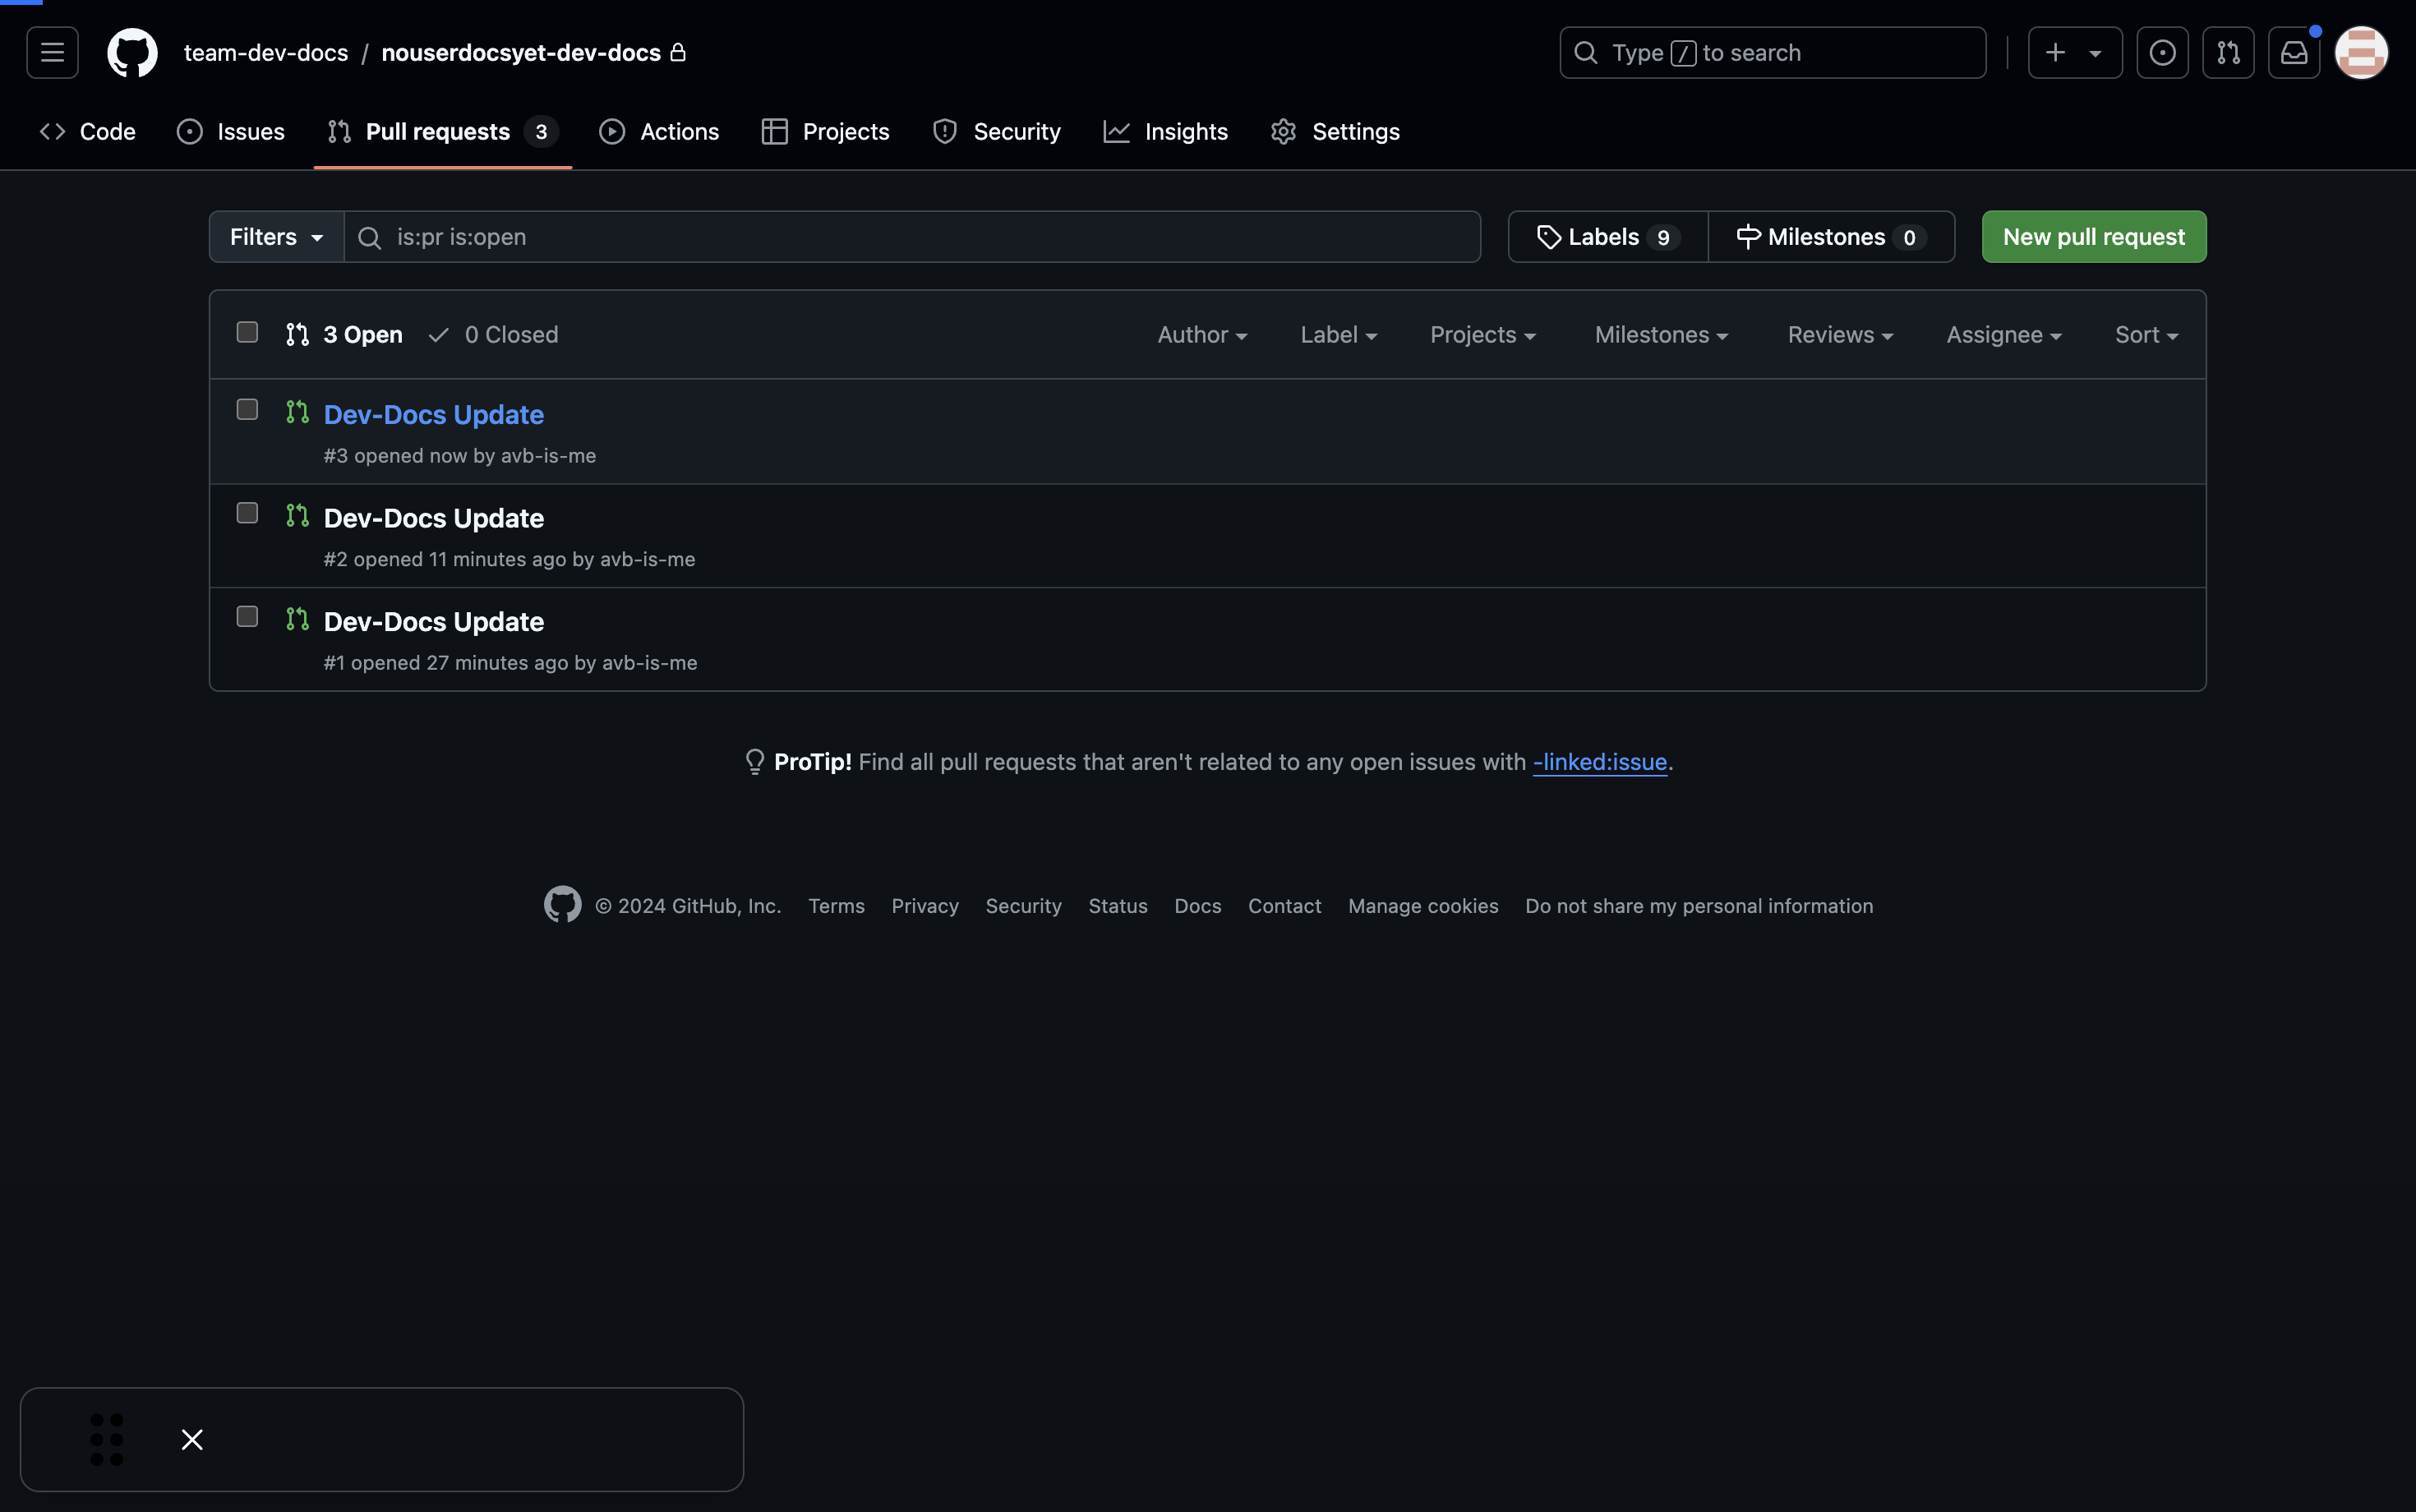 team-dev-docs / nouserdocsyet-dev-docs
Type / to search
Code Issues Pull requests 3 Actions Projects Security Insights Settings
Filters is:pr is:open Labels 9 Milestones 0 New pull request
3 Open 0 Closed Author Label Projects Milestones Reviews Assignee Sort
Dev-Docs Update
#3 opened now by avb-is-me
Dev-Docs Update
#2 opened 11 minutes ago by avb-is-me
Dev-Docs Update
#1 opened 27 minutes ago by avb-is-me
ProTip! Find all pull requests that aren't related to any open issues with -linked:issue.
© 2024 GitHub, Inc. Terms Privacy Security Status Docs Contact Manage cookies Do not share my personal information